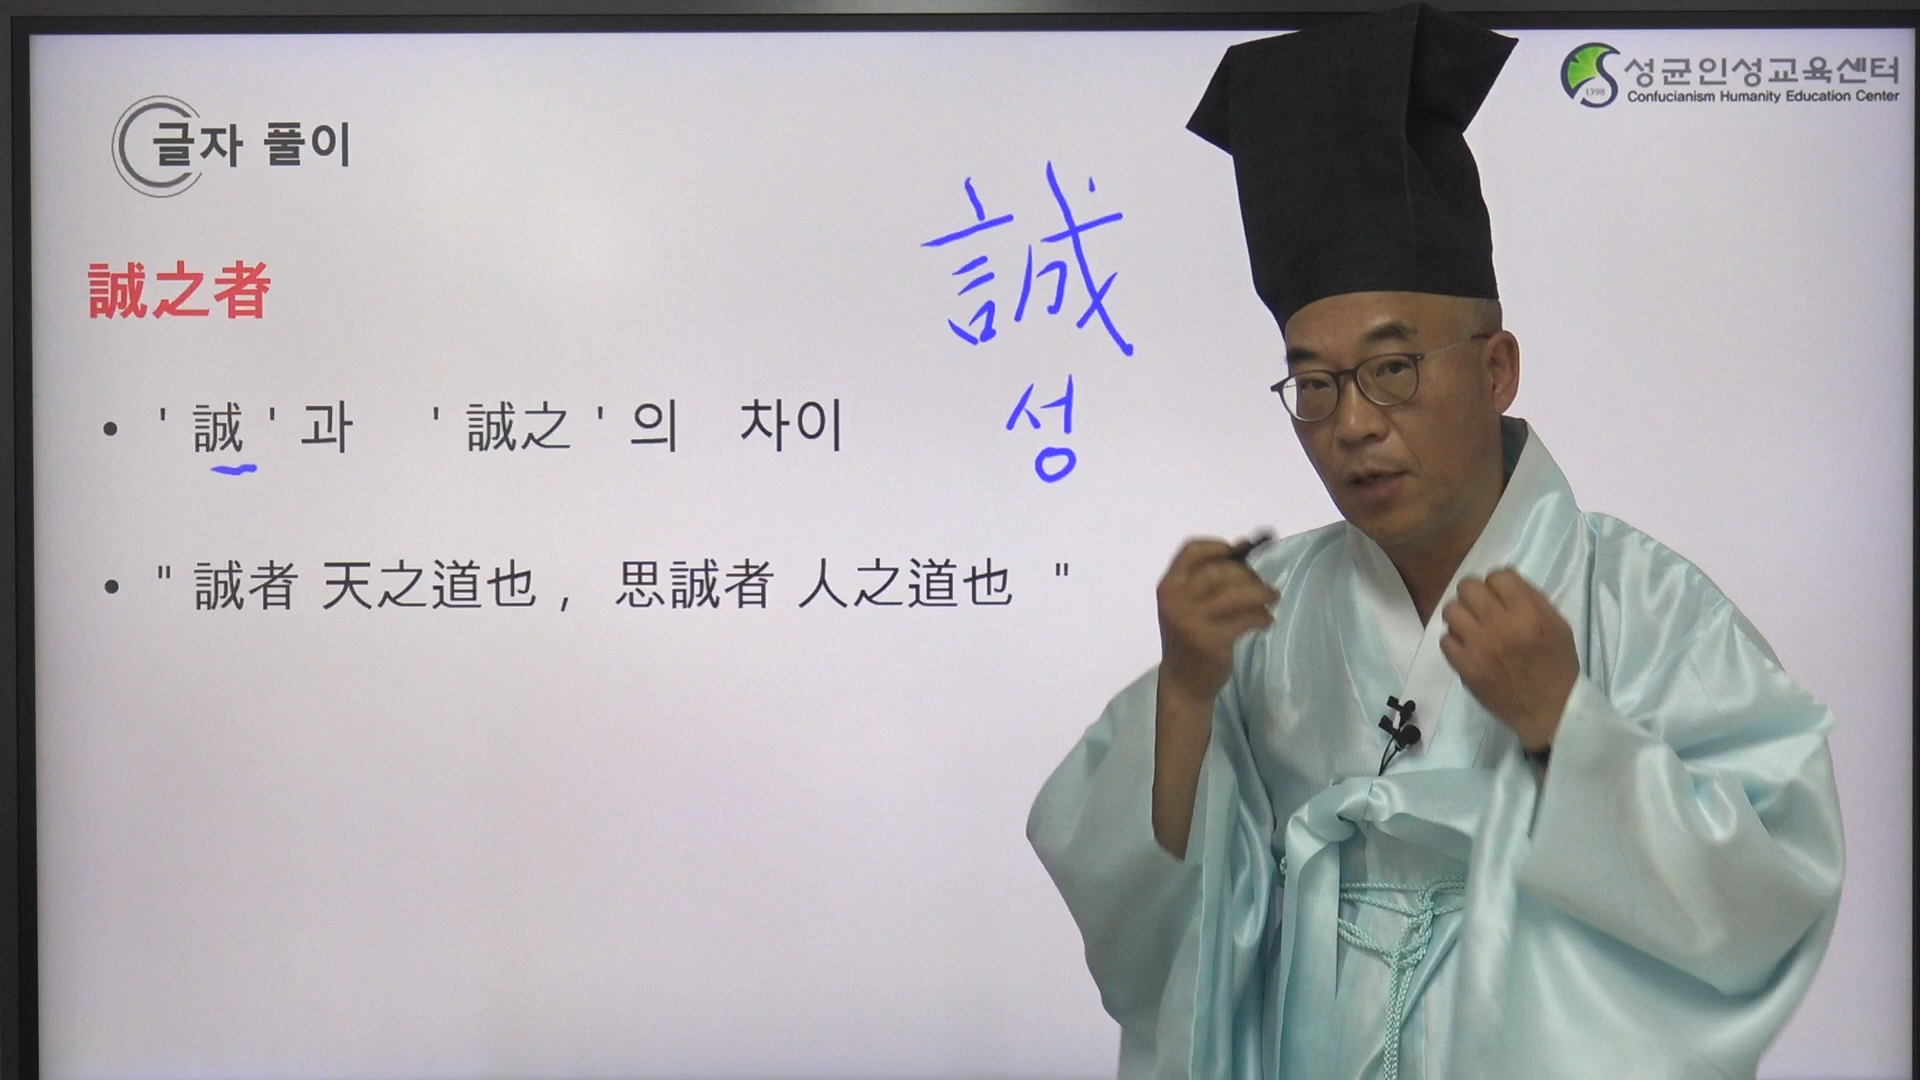 성균인성교육센터
Confucianism Humanity Education Center
1398
글자 풀이
誠
성
誠之者
• ' 誠 ' 과 ' 誠之 ' 의 차이
• " 誠者 天之道也 , 思誠者 人之道也 "